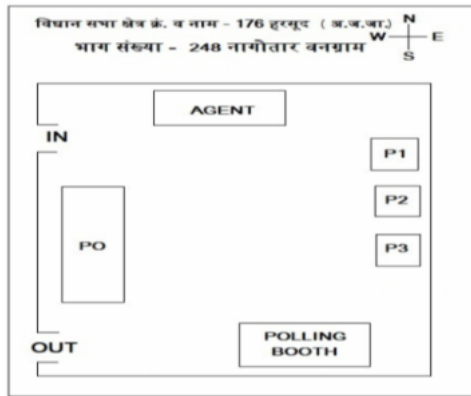 विधान सभा क्षेत्र क्रं. व नाम - 176 हरसूद ( अ.ज.जा.)
भाग संख्या - 248 नागोतार बनग्राम
N
W E
S
AGENT
IN
P1
P2
PO
P3
OUT
POLLING
BOOTH